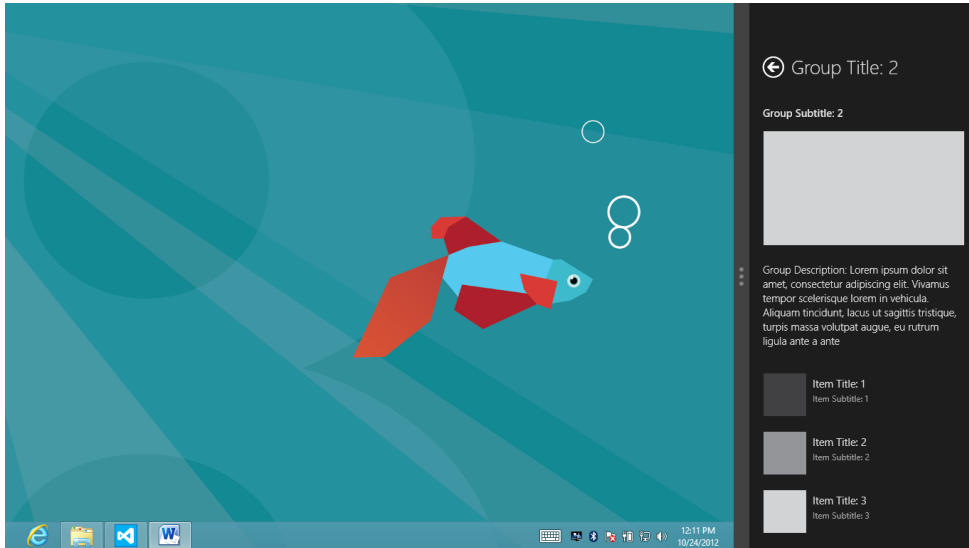 Group Title: 2
Group Subtitle: 2
Group Description: Lorem ipsum dolor sit
amet, consectetur adipiscing elit. Vivamus
tempor scelerisque lorem in vehicula.
Aliquam tincidunt, lacus ut sagittis tristique,
turpis massa volutpat augue, eu rutrum
ligula ante a ante
Item Title: 1
Item Subtitle: 1
Item Title: 2
Item Subtitle: 2
Item Title: 3
Item Subtitle: 3
12:11 PM
10/24/2012